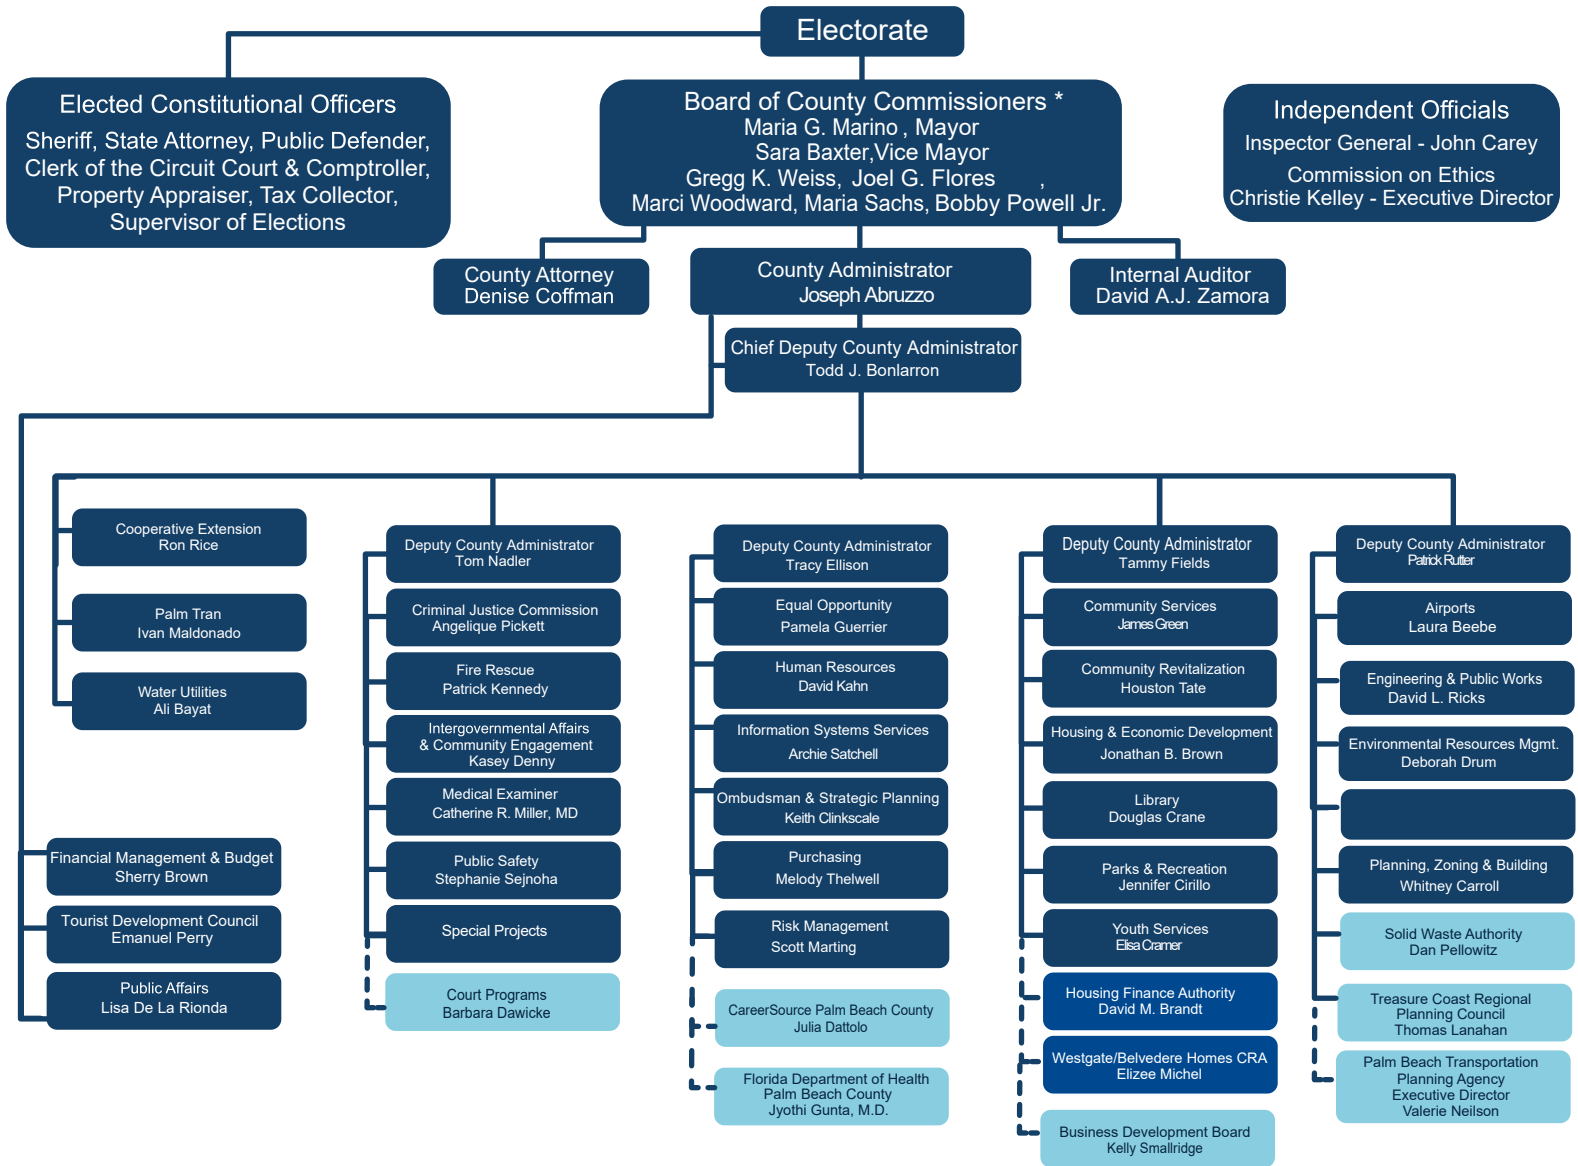 Electorate
Elected Constitutional Officers
Sheriff, State Attorney, Public Defender,
Clerk of the Circuit Court & Comptroller,
Property Appraiser, Tax Collector,
Supervisor of Elections
Board of County Commissioners *
Maria G. Marino , Mayor
Sara Baxter,Vice Mayor
Gregg K. Weiss, Joel G. Flores ,
Marci Woodward, Maria Sachs, Bobby Powell Jr.
Independent Officials
Inspector General - John Carey
Commission on Ethics
Christie Kelley - Executive Director
County Attorney
Denise Coffman
County Administrator
Joseph Abruzzo
Internal Auditor
David A.J. Zamora
Chief Deputy County Administrator
Todd J. Bonlarron
Cooperative Extension
Ron Rice
Palm Tran
Ivan Maldonado
Water Utilities
Ali Bayat
Financial Management & Budget
Sherry Brown
Tourist Development Council
Emanuel Perry
Public Affairs
Lisa De La Rionda
Deputy County Administrator
Tom Nadler
Criminal Justice Commission
Angelique Pickett
Fire Rescue
Patrick Kennedy
Intergovernmental Affairs
& Community Engagement
Kasey Denny
Medical Examiner
Catherine R. Miller, MD
Public Safety
Stephanie Sejnoha
Special Projects
Court Programs
Barbara Dawicke
Deputy County Administrator
Tracy Ellison
Equal Opportunity
Pamela Guerrier
Human Resources
David Kahn
Information Systems Services
Archie Satchell
Ombudsman & Strategic Planning
Keith Clinkscale
Purchasing
Melody Thelwell
Risk Management
Scott Marting
CareerSource Palm Beach County
Julia Dattolo
Florida Department of Health
Palm Beach County
Jyothi Gunta, M.D.
Deputy County Administrator
Tammy Fields
Community Services
James Green
Community Revitalization
Houston Tate
Housing & Economic Development
Jonathan B. Brown
Library
Douglas Crane
Parks & Recreation
Jennifer Cirillo
Youth Services
Elisa Cramer
Housing Finance Authority
David M. Brandt
Westgate/Belvedere Homes CRA
Elizee Michel
Business Development Board
Kelly Smallridge
Deputy County Administrator
Patrick Rutter
Airports
Laura Beebe
Engineering & Public Works
David L. Ricks
Environmental Resources Mgmt.
Deborah Drum
Planning, Zoning & Building
Whitney Carroll
Solid Waste Authority
Dan Pellowitz
Treasure Coast Regional
Planning Council
Thomas Lanahan
Palm Beach Transportation
Planning Agency
Executive Director
Valerie Neilson